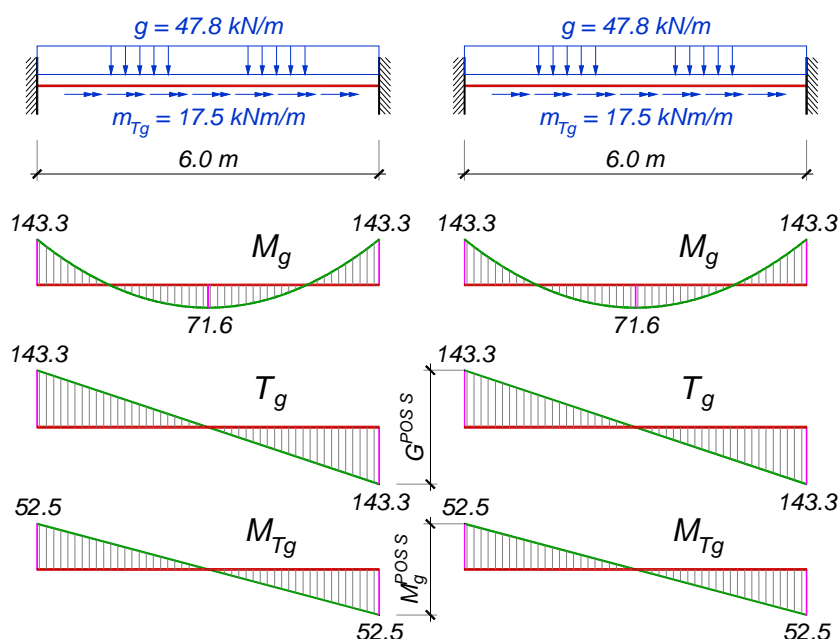 g = 47.8 kN/m
g = 47.8 kN/m
m_Tg = 17.5 kNm/m
m_Tg = 17.5 kNm/m
6.0 m
6.0 m
143.3 143.3
143.3 143.3
M_g
M_g
71.6
71.6
143.3
143.3
T_g
T_g
G^POS S
143.3
143.3
52.5
52.5
M_Tg
M_Tg
M_g^POS S
52.5
52.5